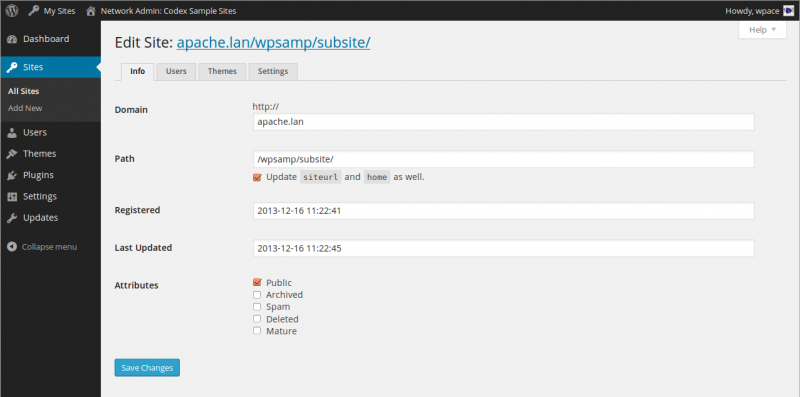 My Sites Network Admin: Codex Sample Sites Howdy, wpace
Help
Dashboard
Sites
All Sites
Add New
Users
Themes
Plugins
Settings
Updates
Collapse menu
Edit Site: apache.lan/wpsamp/subsite/
Info Users Themes Settings
Domain
http://
apache.lan
Path
/wpsamp/subsite/
Update siteurl and home as well.
Registered
2013-12-16 11:22:41
Last Updated
2013-12-16 11:22:45
Attributes
Public
Archived
Spam
Deleted
Mature
Save Changes